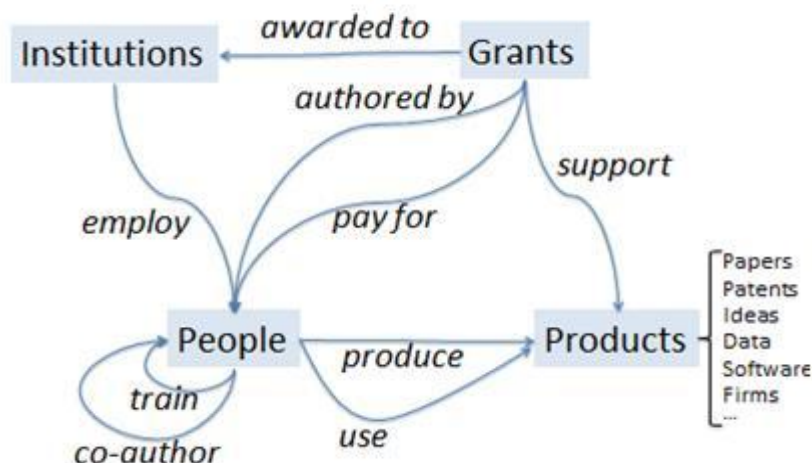 awarded to
Institutions
Grants
authored by
support
employ
pay for
People
Products
Papers
Patents
Ideas
Data
Software
Firms
...
produce
train
use
co-author